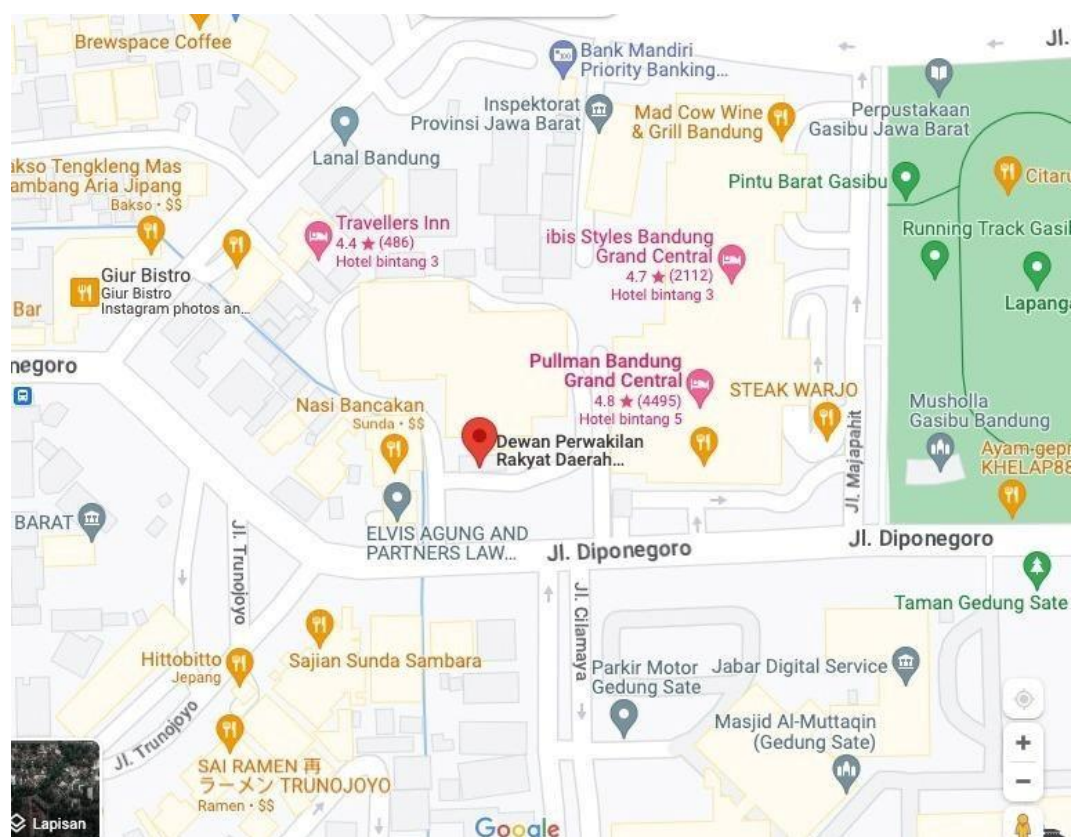 Brewspace Coffee
Bank Mandiri
Priority Banking...
Jl.
Inspektorat
Provinsi Jawa Barat
Mad Cow Wine
& Grill Bandung
Perpustakaan
Gasibu Jawa Barat
Lanal Bandung
akso Tengkleng Mas
ambang Aria Jipang
Bakso · $$
Pintu Barat Gasibu
Citaru
Travellers Inn
4.4 ★ (486)
Hotel bintang 3
ibis Styles Bandung
Grand Central
4.7 ★ (2112)
Hotel bintang 3
Running Track Gasib
Giur Bistro
Giur Bistro
Instagram photos an...
Bar
Lapanga
negoro
Pullman Bandung
Grand Central
4.8 ★ (4495)
Hotel bintang 5
STEAK WARJO
Nasi Bancakan
Sunda · $$
Musholla
Gasibu Bandung
Dewan Perwakilan
Rakyat Daerah...
Jl. Majapahit
Ayam-gepr
KHELAP88
BARAT
Jl. Trunojoyo
ELVIS AGUNG AND
PARTNERS LAW...
Jl. Diponegoro
Jl. Diponegoro
Jl. Cilamaya
Taman Gedung Sate
Hittobitto
Jepang
Sajian Sunda Sambara
Parkir Motor
Gedung Sate
Jabar Digital Service
Jl. Trunojoyo
Masjid Al-Muttaqin
(Gedung Sate)
SAI RAMEN 再
ラーメン TRUNOJOYO
Ramen · $$
+
−
Lapisan
Google